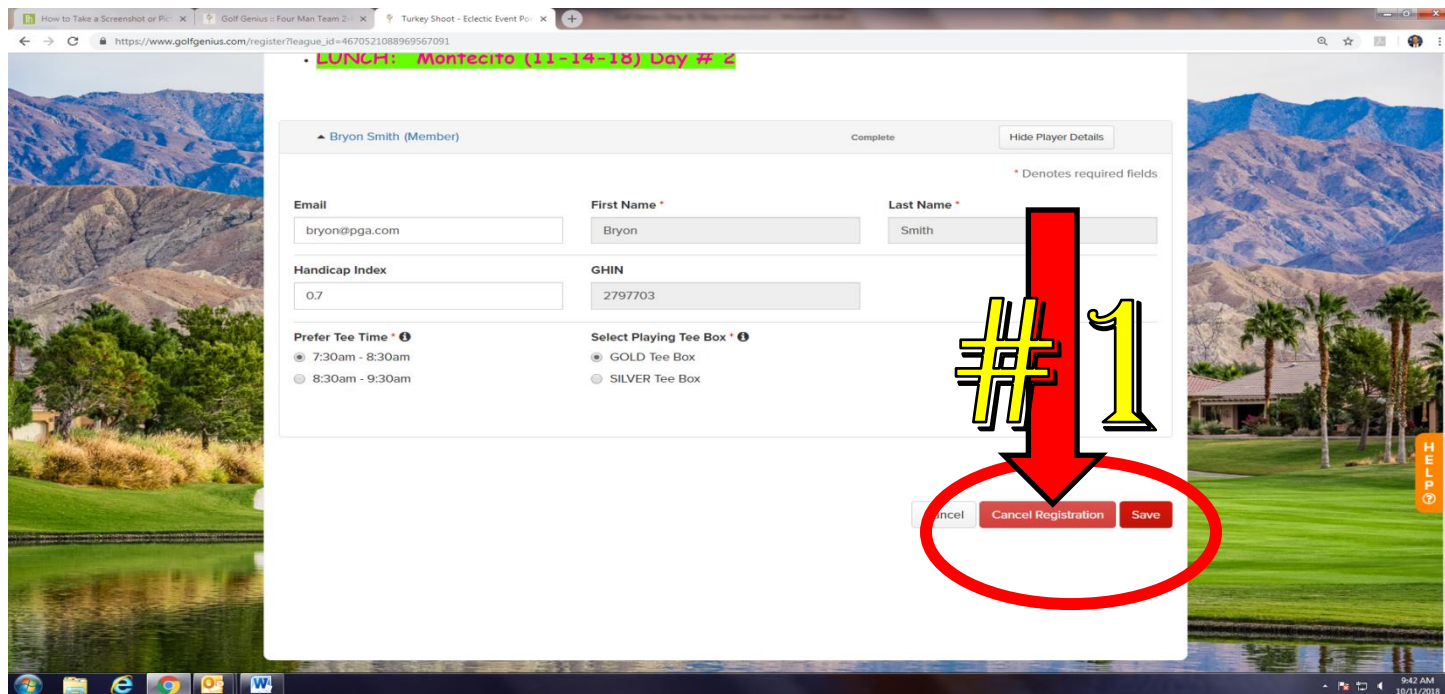 How to Take a Screenshot or Pic
Golf Genius :: Four Man Team 2-
Turkey Shoot - Eclectic Event Por
https://www.golfgenius.com/register?league_id=4670521088969567091
• LUNCH: Montecito (11-14-18) Day # 2
Bryon Smith (Member)
Complete
Hide Player Details
* Denotes required fields
Email
First Name *
Last Name *
bryon@pga.com
Bryon
Smith
Handicap Index
GHIN
0.7
2797703
#1
Prefer Tee Time *
Select Playing Tee Box *
7:30am - 8:30am
GOLD Tee Box
8:30am - 9:30am
SILVER Tee Box
HELP
ncel
Cancel Registration
Save
9:42 AM
10/11/2018